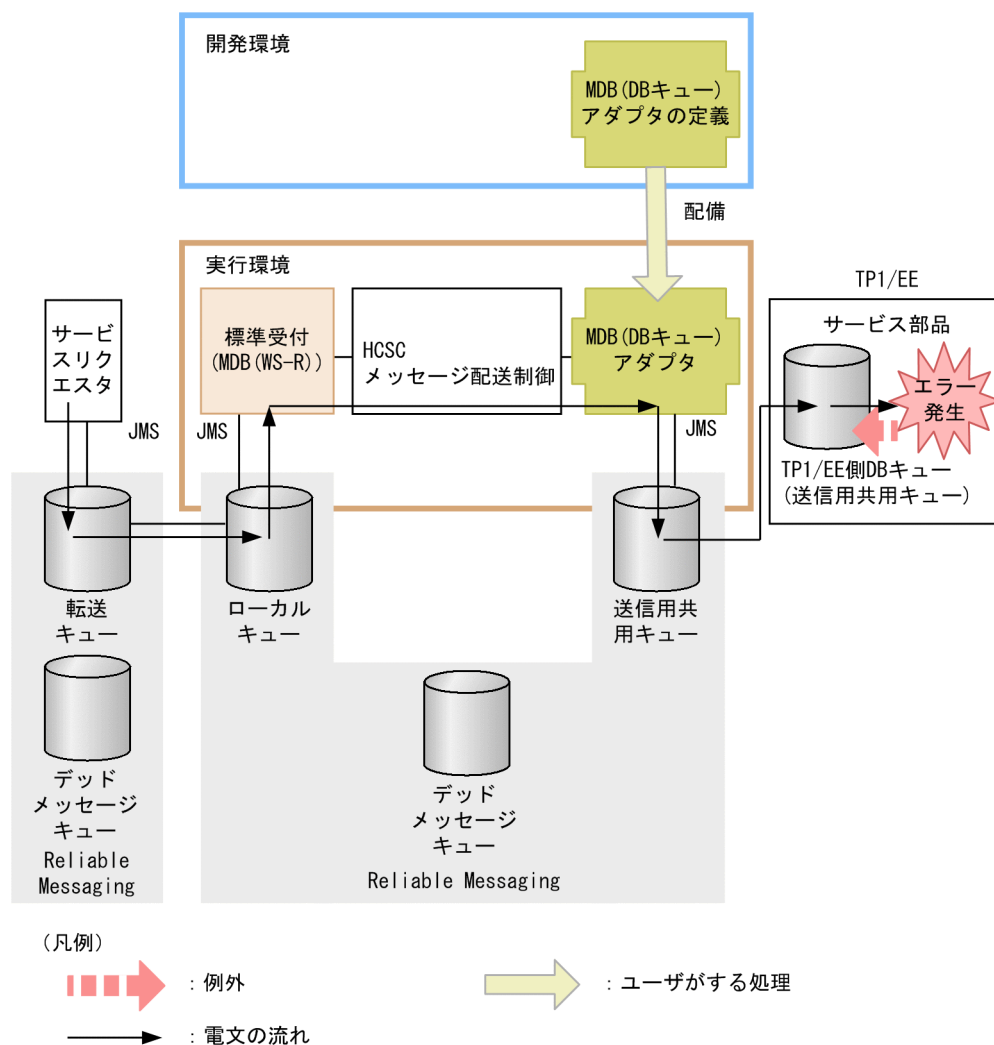 開発環境
MDB(DBキュー)
アダプタの定義
配備
実行環境
TP1/EE
サービ
スリク
エスタ
標準受付
(MDB(WS-R))
HCSC
メッセージ配送制御
MDB(DBキュー)
アダプタ
サービス部品
エラー
発生
JMS
JMS
JMS
TP1/EE側DBキュー
(送信用共用キュー)
転送
キュー
ローカル
キュー
送信用共
用キュー
デッド
メッセージ
キュー
デッド
メッセージ
キュー
Reliable
Messaging
Reliable Messaging
(凡例)
:例外
:ユーザがする処理
:電文の流れ